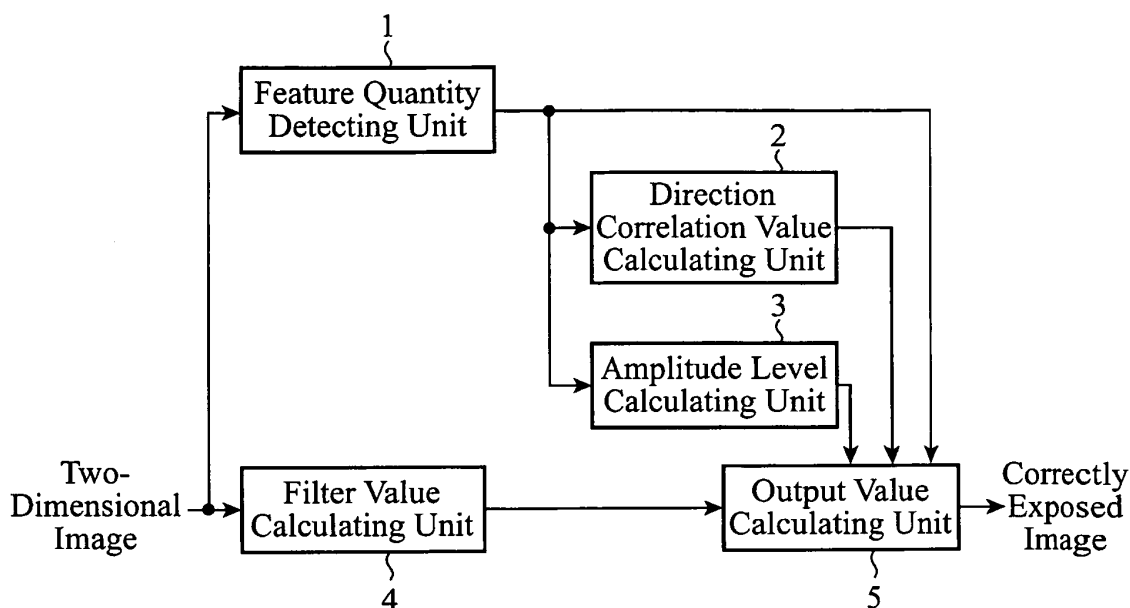 1
Feature Quantity
Detecting Unit
2
Direction
Correlation Value
Calculating Unit
3
Amplitude Level
Calculating Unit
Two-
Dimensional
Image
Filter Value
Calculating Unit
4
Output Value
Calculating Unit
5
Correctly
Exposed
Image